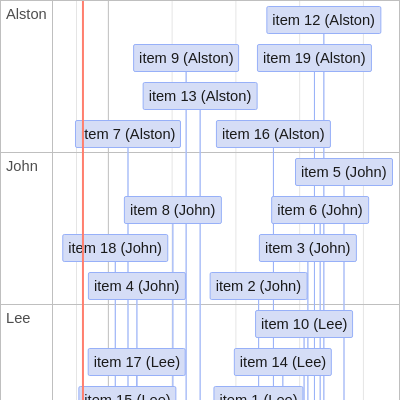 Alston
item 12 (Alston)
item 9 (Alston)
item 19 (Alston)
item 13 (Alston)
item 7 (Alston)
item 16 (Alston)
John
item 5 (John)
item 8 (John)
item 6 (John)
item 18 (John)
item 3 (John)
item 4 (John)
item 2 (John)
Lee
item 10 (Lee)
item 17 (Lee)
item 14 (Lee)
item 15 (Lee)
item 1 (Lee)